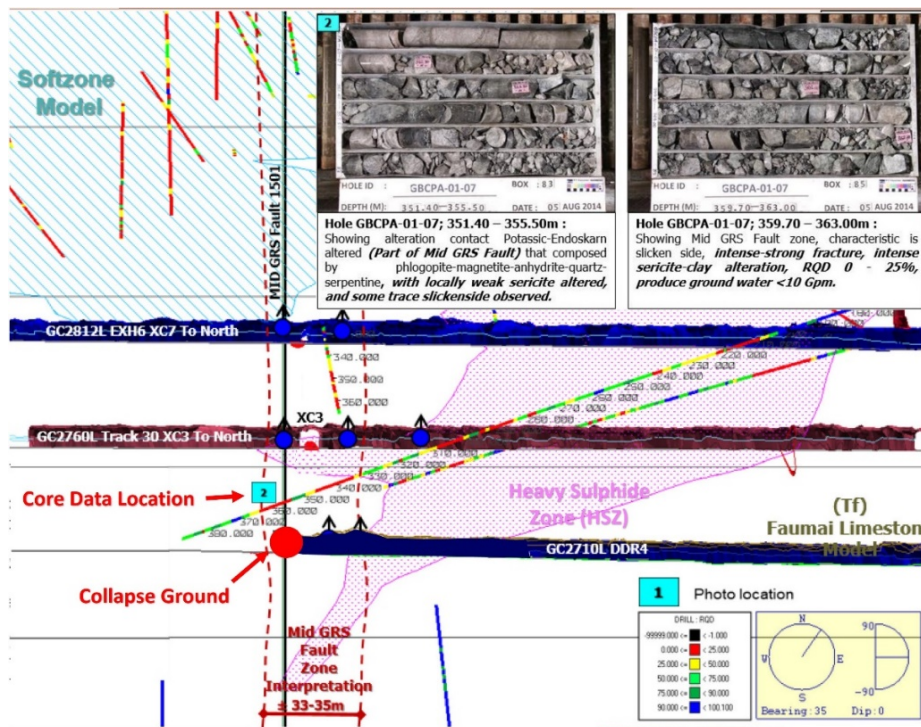 Softzone
Model
MID GRS Fault 1501
2
HOLE ID : GBCPA-01-07 BOX : 83
DEPTH (M): 351.40-355.50 DATE : 05 AUG 2014
Hole GBCPA-01-07; 351.40 – 355.50m :
Showing alteration contact Potassic-Endoskarn
altered (Part of Mid GRS Fault) that composed
by phlogopite-magnetite-anhydrite-quartz-
serpentine, with locally weak sericite altered,
and some trace slickenside observed.
HOLE ID : GBCPA-01-07
DEPTH (M): 359.70-363.00 DATE : 05 AUG 2014
Hole GBCPA-01-07; 359.70 – 363.00m :
Showing Mid GRS Fault zone, characteristic is
slicken side, intense-strong fracture, intense
sericite-clay alteration, RQD 0 - 25%,
produce ground water <10 Gpm.
GC2812L EXH6 XC7 To North
340.000
350.000
360.000
220.000
230.000
240.000
250.000
270.000
280.000
XC3
GC2760L Track 30 XC3 To North
310.000
320.000
330.000
340.000
350.000
360.000
370.000
380.000
Core Data Location
2
Heavy Sulphide
Zone (HSZ)
(Tf)
Faumai Limeston
Model
GC2710L DDR4
Collapse Ground
Mid GRS
Fault
Zone
Interpretation
± 33-35m
1 Photo location
DRILL : RQD
-99999.000 <= < -1.000
0.000 <= < 25.000
25.000 <= < 50.000
50.000 <= < 75.000
75.000 <= < 90.000
90.000 <= < 100.100
N
W E
S
90
-90
Bearing:35 Dip:0